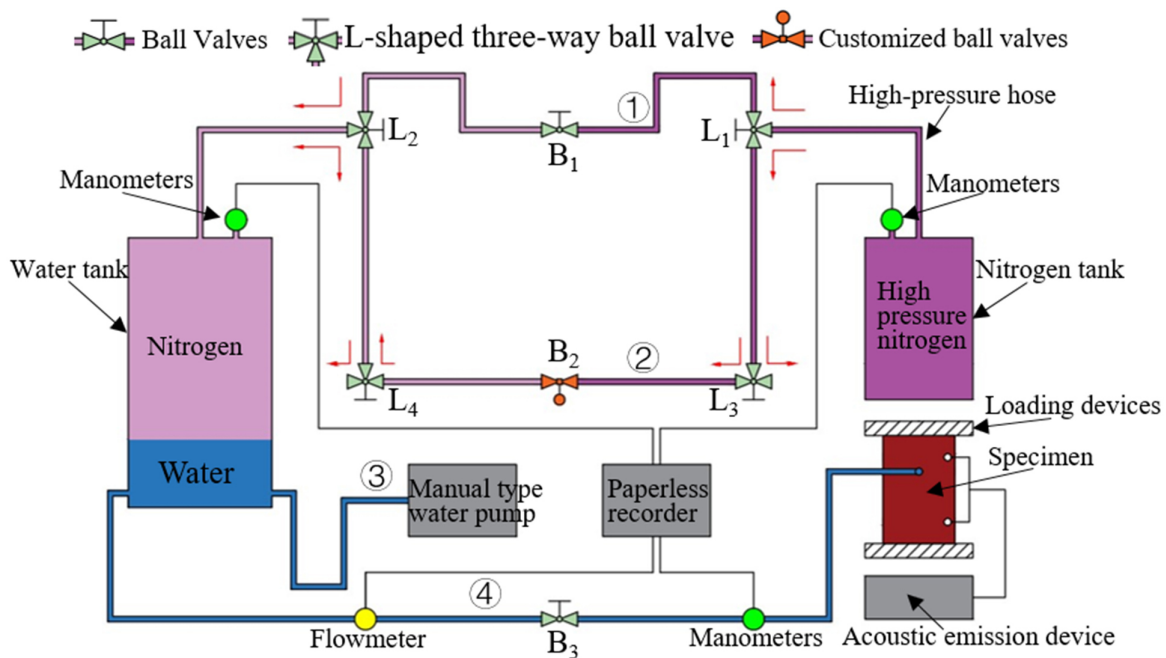 Ball Valves
L-shaped three-way ball valve
Customized ball valves
①
High-pressure hose
L₂
B₁
L₁
Manometers
Manometers
Water tank
Nitrogen tank
High
pressure
nitrogen
Nitrogen
B₂
②
L₄
L₃
Loading devices
Specimen
Water
③
Manual type
water pump
Paperless
recorder
④
Flowmeter
B₃
Manometers
Acoustic emission device